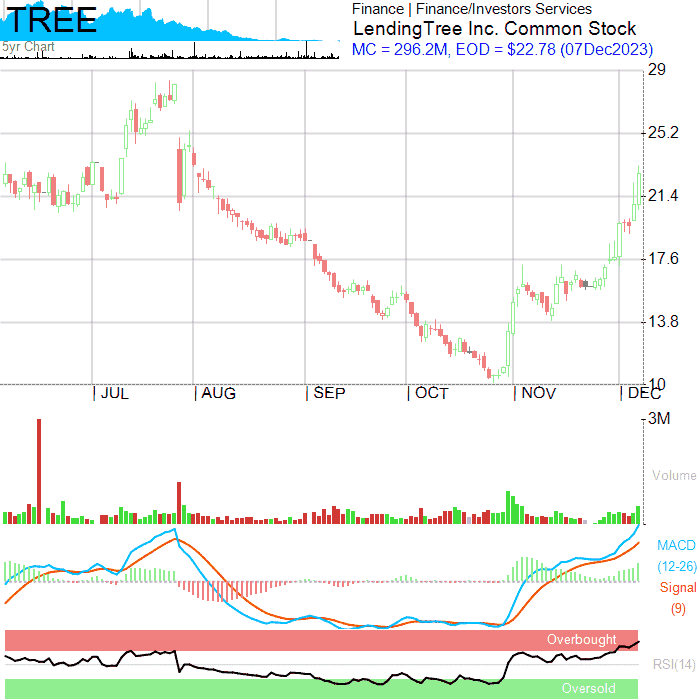 TREE
5yr Chart
Finance | Finance/Investors Services
LendingTree Inc. Common Stock
MC = 296.2M, EOD = $22.78 (07Dec2023)
29
25.2
21.4
17.6
13.8
10
JUL AUG SEP OCT NOV DEC
3M
Volume
MACD
(12-26)
Signal
(9)
Overbought
RSI(14)
Oversold